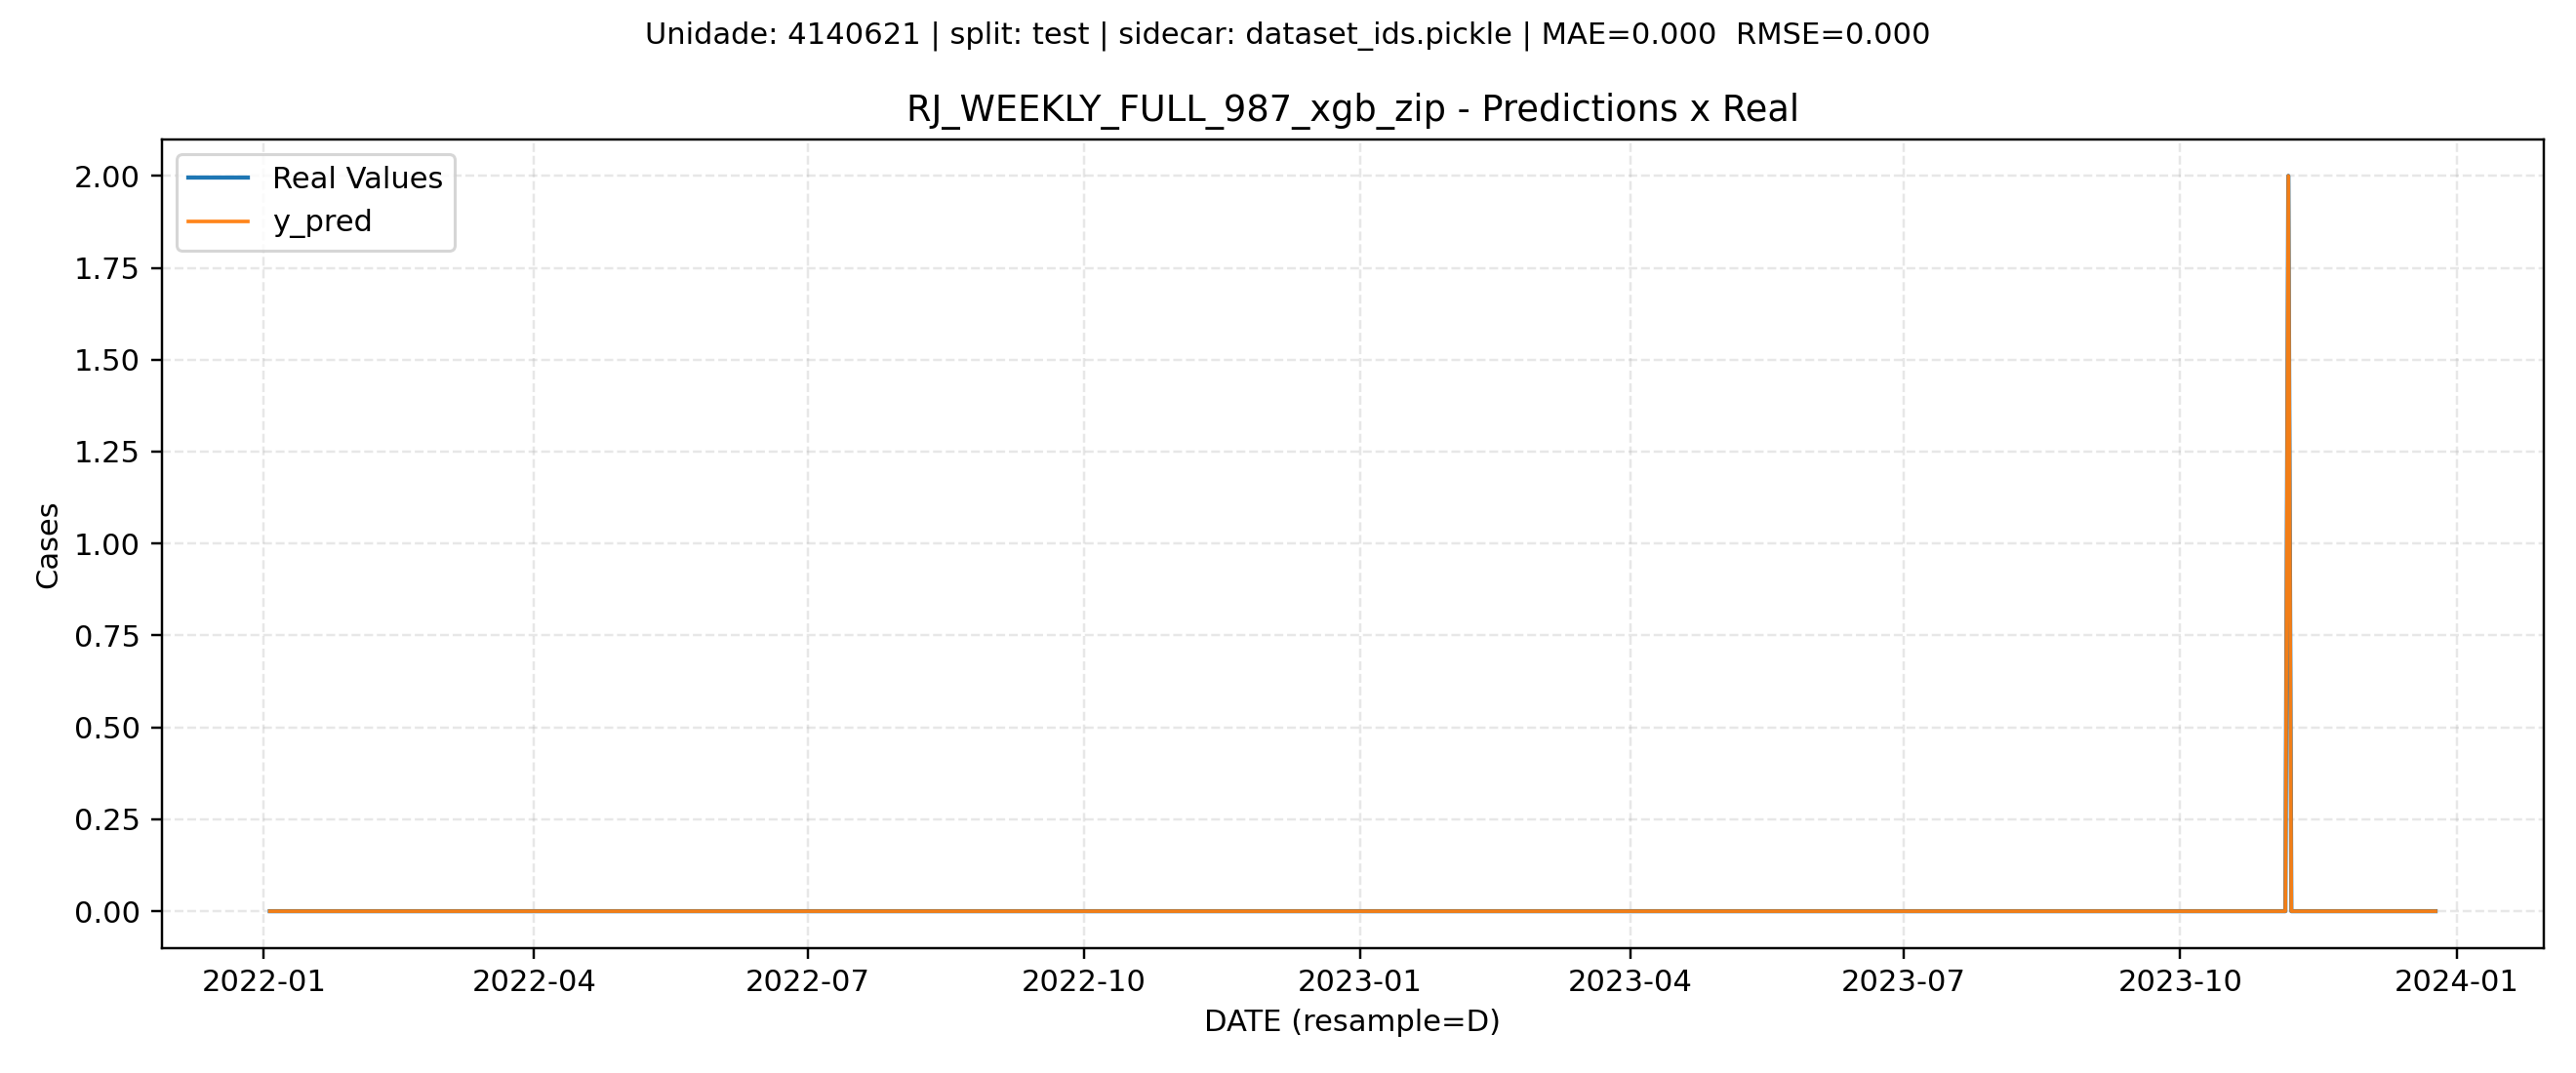 Unidade: 4140621 | split: test | sidecar: dataset_ids.pickle | MAE=0.000  RMSE=0.000
RJ_WEEKLY_FULL_987_xgb_zip - Predictions x Real
Real Values
y_pred
2.00
1.75
1.50
1.25
1.00
0.75
0.50
0.25
0.00
Cases
2022-01 2022-04 2022-07 2022-10 2023-01 2023-04 2023-07 2023-10 2024-01
DATE (resample=D)